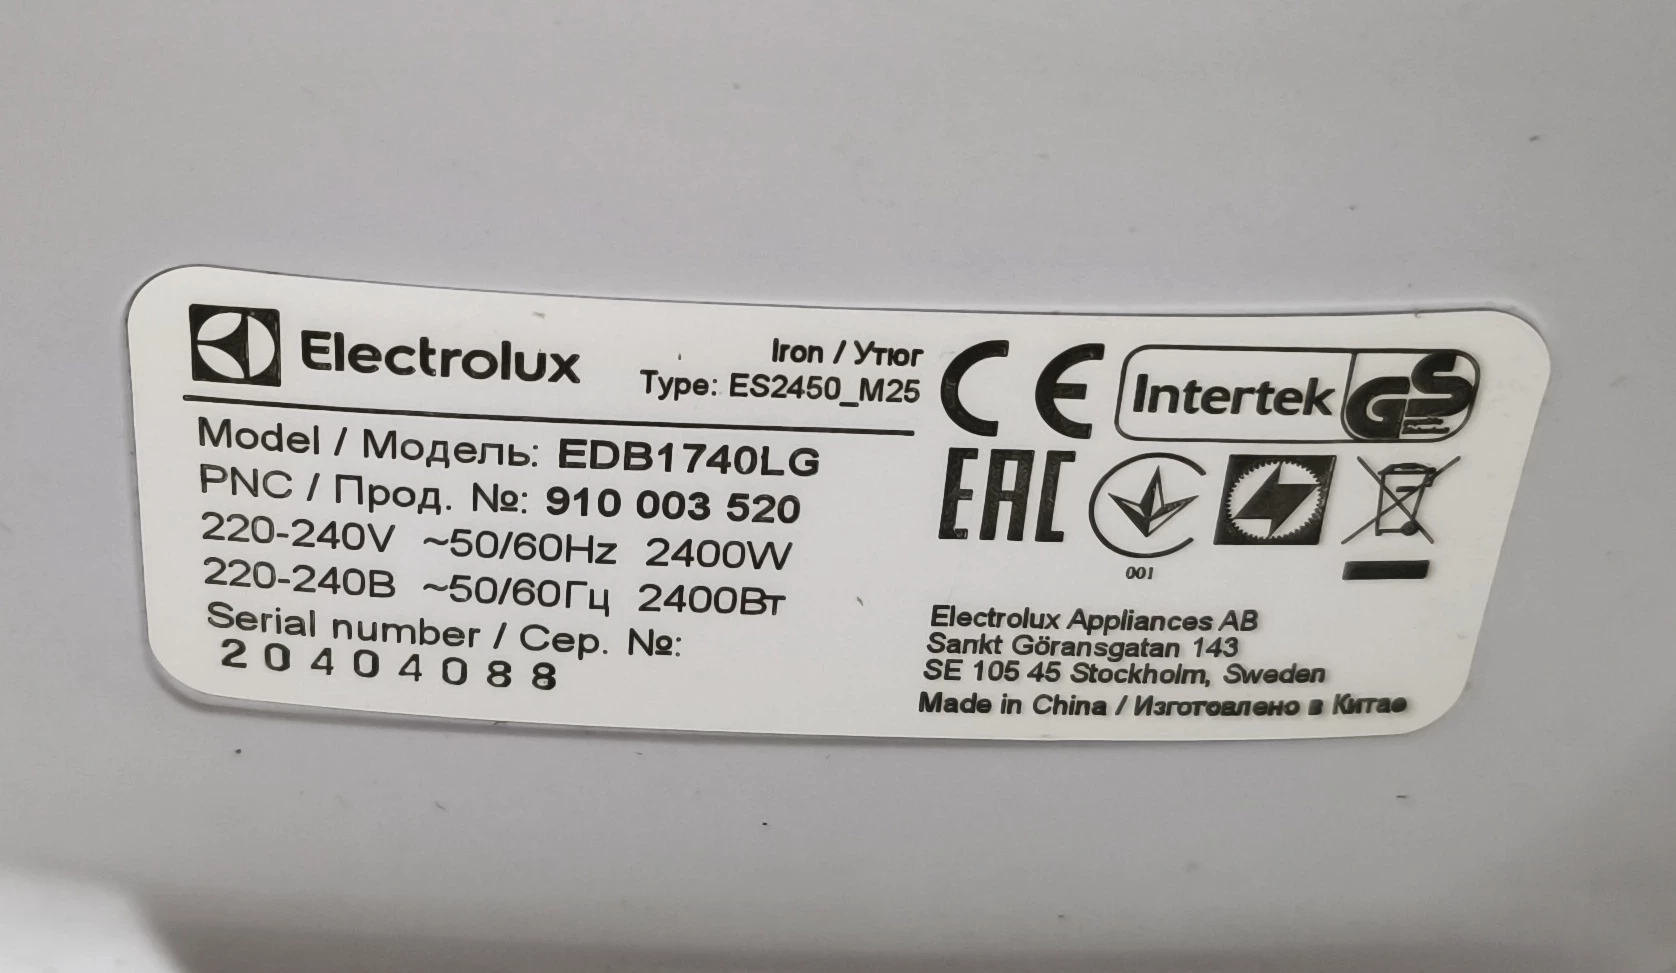 Electrolux
Iron / Утюг
Type: ES2450_M25
Model / Модель: EDB1740LG
PNC / Прод. №: 910 003 520
220-240V ~50/60Hz 2400W
220-240В ~50/60Гц 2400Вт
Serial number / Сер. №:
20404088
CE
Intertek GS
EAC
001
Electrolux Appliances AB
Sankt Göransgatan 143
SE 105 45 Stockholm, Sweden
Made in China / Изготовлено в Китае